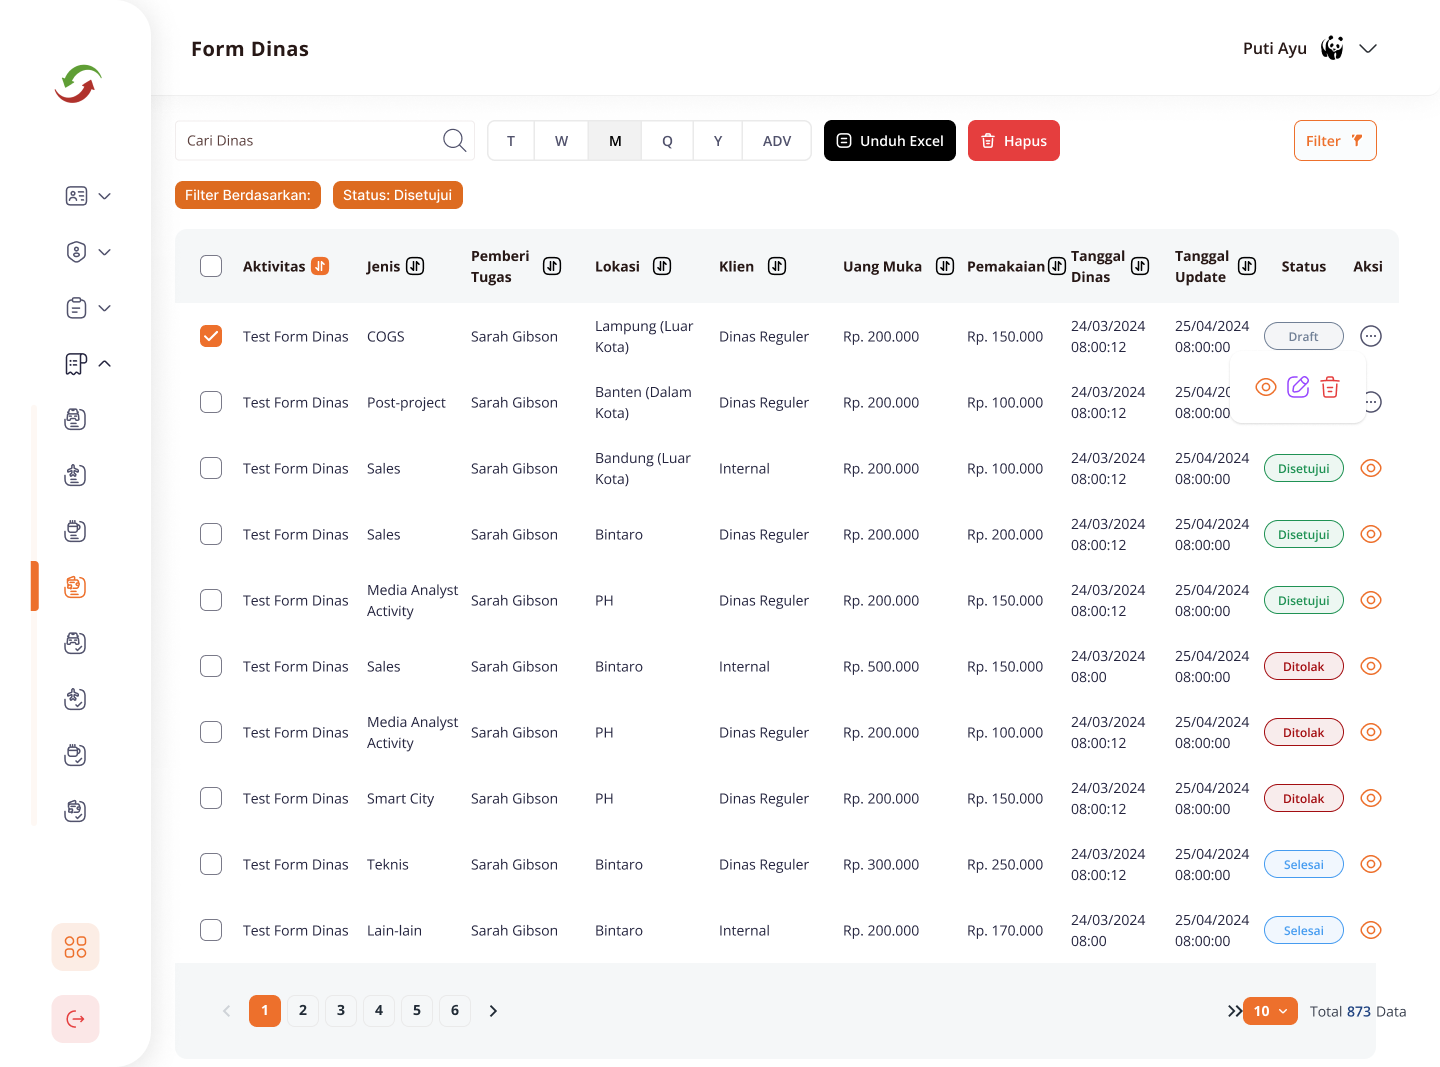 Form Dinas
Puti Ayu
Cari Dinas
T W M Q Y ADV
Unduh Excel
Hapus
Filter
Filter Berdasarkan:
Status: Disetujui
Aktivitas Jenis Pemberi Tugas Lokasi Klien Uang Muka Pemakaian Tanggal Dinas Tanggal Update Status Aksi
Test Form Dinas COGS Sarah Gibson Lampung (Luar Kota) Dinas Reguler Rp. 200.000 Rp. 150.000 24/03/2024 08:00:12 25/04/2024 08:00:00 Draft
Test Form Dinas Post-project Sarah Gibson Banten (Dalam Kota) Dinas Reguler Rp. 200.000 Rp. 100.000 24/03/2024 08:00:12 25/04/20 08:00:00
Test Form Dinas Sales Sarah Gibson Bandung (Luar Kota) Internal Rp. 200.000 Rp. 100.000 24/03/2024 08:00:12 25/04/2024 08:00:00 Disetujui
Test Form Dinas Sales Sarah Gibson Bintaro Dinas Reguler Rp. 200.000 Rp. 200.000 24/03/2024 08:00:12 25/04/2024 08:00:00 Disetujui
Test Form Dinas Media Analyst Activity Sarah Gibson PH Dinas Reguler Rp. 200.000 Rp. 150.000 24/03/2024 08:00:12 25/04/2024 08:00:00 Disetujui
Test Form Dinas Sales Sarah Gibson Bintaro Internal Rp. 500.000 Rp. 150.000 24/03/2024 08:00 25/04/2024 08:00:00 Ditolak
Test Form Dinas Media Analyst Activity Sarah Gibson PH Dinas Reguler Rp. 200.000 Rp. 100.000 24/03/2024 08:00:12 25/04/2024 08:00:00 Ditolak
Test Form Dinas Smart City Sarah Gibson PH Dinas Reguler Rp. 200.000 Rp. 150.000 24/03/2024 08:00:12 25/04/2024 08:00:00 Ditolak
Test Form Dinas Teknis Sarah Gibson Bintaro Dinas Reguler Rp. 300.000 Rp. 250.000 24/03/2024 08:00:12 25/04/2024 08:00:00 Selesai
Test Form Dinas Lain-lain Sarah Gibson Bintaro Internal Rp. 200.000 Rp. 170.000 24/03/2024 08:00 25/04/2024 08:00:00 Selesai
1 2 3 4 5 6
10
Total 873 Data